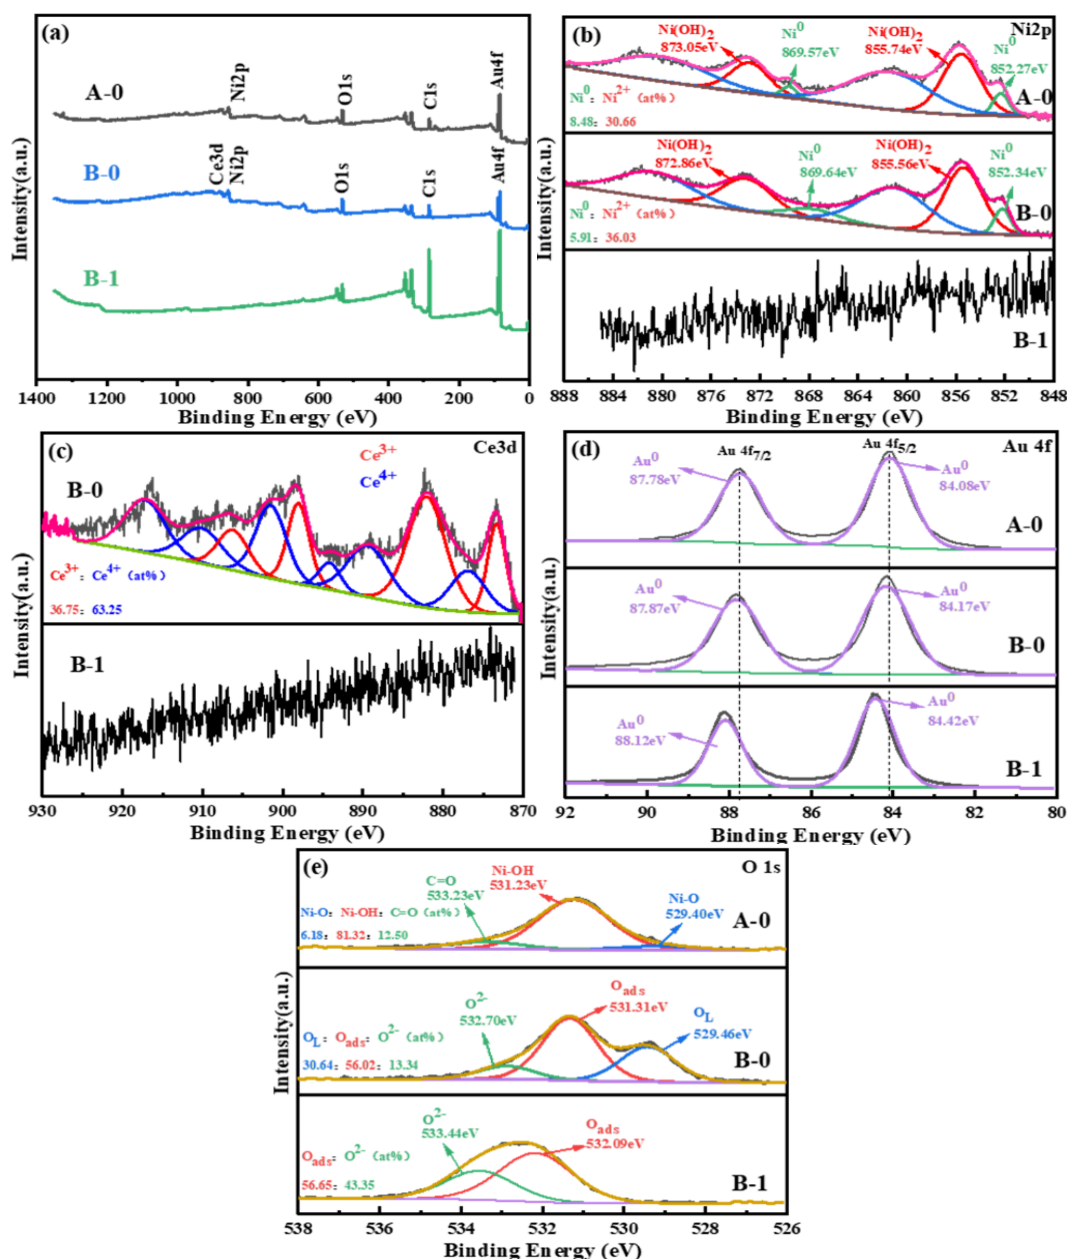 (a)
A-0
Ni2p
O1s
C1s
Au4f
B-0
Ce3d
Ni2p
O1s
C1s
Au4f
B-1
Intensity(a.u.)
1400 1200 1000 800 600 400 200 0
Binding Energy (eV)
(b)
Ni2p
Ni(OH)2
873.05eV
Ni0
869.57eV
Ni(OH)2
855.74eV
Ni0
852.27eV
A-0
Ni0: Ni2+ (at%)
8.48: 30.66
Ni(OH)2
872.86eV
Ni0
869.64eV
Ni(OH)2
855.56eV
Ni0
852.34eV
B-0
Ni0: Ni2+ (at%)
5.91: 36.03
B-1
Intensity(a.u.)
888 880 872 864 856 848
Binding Energy (eV)
(c)
Ce3d
Ce3+
Ce4+
B-0
Ce3+: Ce4+ (at%)
36.75: 63.25
B-1
Intensity(a.u.)
930 920 910 900 890 880 870
Binding Energy (eV)
(d)
Au 4f7/2
Au 4f5/2
Au 4f
Au0
87.78eV
Au0
84.08eV
A-0
Au0
87.87eV
Au0
84.17eV
B-0
Au0
88.12eV
Au0
84.42eV
B-1
Intensity(a.u.)
92 90 88 86 84 82 80
Binding Energy (eV)
(e)
O 1s
C=O
533.23eV
Ni-OH
531.23eV
Ni-O
529.40eV
A-0
Ni-O: Ni-OH: C=O (at%)
6.18: 81.32: 12.50
O2-
532.70eV
Oads
531.31eV
OL
529.46eV
B-0
OL: Oads: O2- (at%)
30.64: 56.02: 13.34
O2-
533.44eV
Oads
532.09eV
B-1
Oads: O2- (at%)
56.65: 43.35
Intensity(a.u.)
538 536 534 532 530 528 526
Binding Energy (eV)